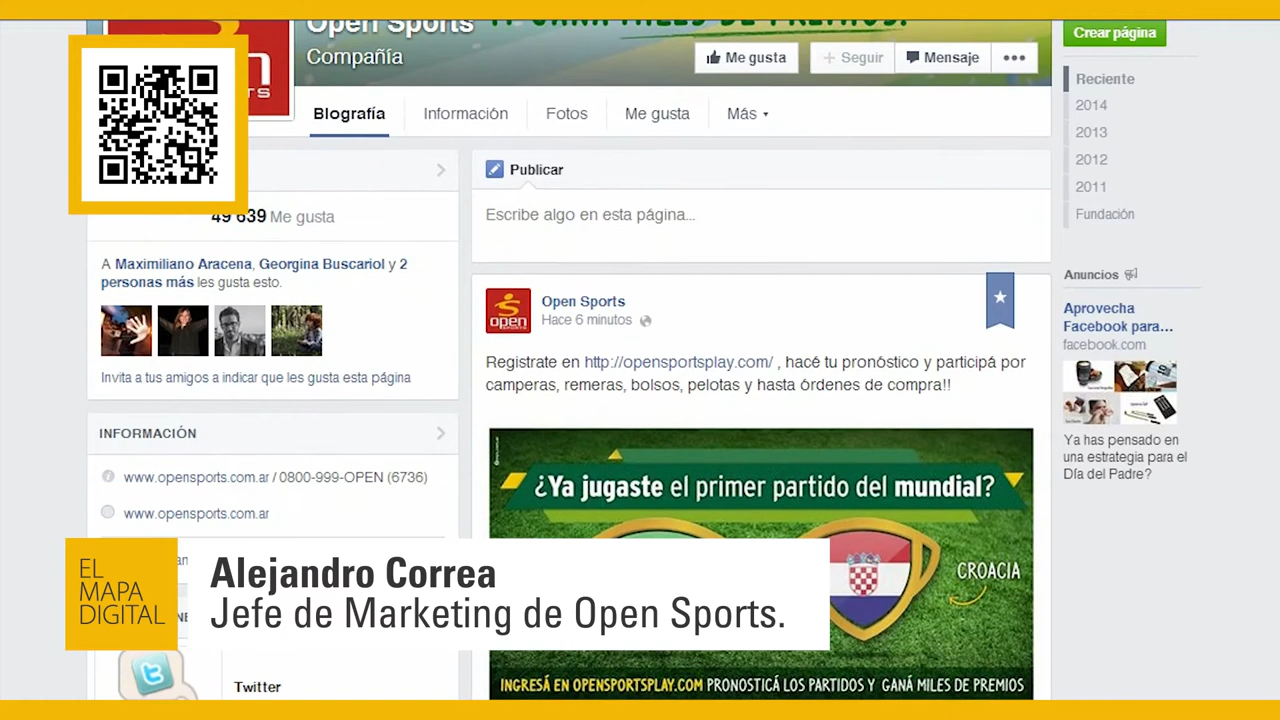 Open Sports
Compañía
Me gusta
Seguir
Mensaje
Crear página
Blografía
Información
Fotos
Me gusta
Más
Reciente
2014
2013
2012
2011
Fundación
49 639 Me gusta
A Maximiliano Aracena, Georgina Buscariol y 2
personas más les gusta esto.
Invita a tus amigos a indicar que les gusta esta página
INFORMACIÓN
www.opensports.com.ar / 0800-999-OPEN (6736)
www.opensports.com.ar
Publicar
Escribe algo en esta página...
open
Open Sports
Hace 6 minutos
Registrate en http://opensportsplay.com/ , hacé tu pronóstico y participá por
camperas, remeras, bolsos, pelotas y hasta órdenes de compra!!
¿Ya jugaste el primer partido del mundial?
CROACIA
INGRESÁ EN OPENSPORTSPLAY.COM PRONOSTICÁ LOS PARTIDOS Y GANÁ MILES DE PREMIOS
Anuncios
Aprovecha
Facebook para...
facebook.com
Ya has pensado en
una estrategia para el
Día del Padre?
EL
MAPA
DIGITAL
Alejandro Correa
Jefe de Marketing de Open Sports.
Twitter